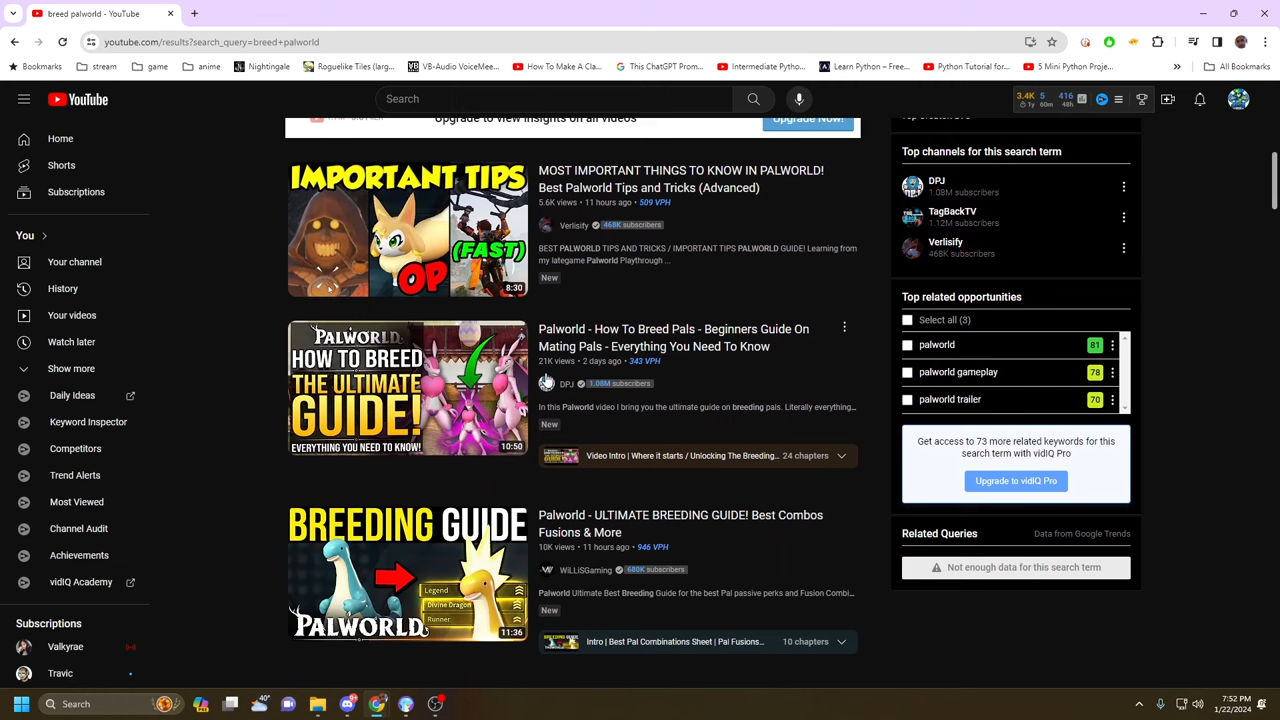 breed palworld - YouTube
youtube.com/results?search_query=breed+palworld
Bookmarks
stream
game
anime
Nightingale
Roguelike Tiles (larg...
VB-Audio VoiceMee...
How To Make A Cla...
This ChatGPT Prom...
Intermediate Python...
Learn Python – Free...
Python Tutorial for...
5 Mini Python Proje...
All Bookmarks
YouTube
Search
3.4K
1y
5
60m
416
48h
Home
Shorts
Subscriptions
You
Your channel
History
Your videos
Watch later
Show more
Daily Ideas
Keyword Inspector
Competitors
Trend Alerts
Most Viewed
Channel Audit
Achievements
vidIQ Academy
Subscriptions
Valkyrae
Travic
Upgrade to view insights on all videos
Upgrade Now!
IMPORTANT TIPS
(FAST)
OP
8:30
MOST IMPORTANT THINGS TO KNOW IN PALWORLD!
Best Palworld Tips and Tricks (Advanced)
5.6K views • 11 hours ago • 509 VPH
Verlisify 468K subscribers
BEST PALWORLD TIPS AND TRICKS / IMPORTANT TIPS PALWORLD GUIDE! Learning from
my lategame Palworld Playthrough ...
New
PALWORLD
HOW TO BREED
THE ULTIMATE
GUIDE!
EVERYTHING YOU NEED TO KNOW!
10:50
Palworld - How To Breed Pals - Beginners Guide On
Mating Pals - Everything You Need To Know
21K views • 2 days ago • 343 VPH
DPJ 1.08M subscribers
In this Palworld video I bring you the ultimate guide on breeding pals. Literally everything...
New
Video Intro | Where it starts / Unlocking The Breeding... 24 chapters
BREEDING GUIDE
Legend
Divine Dragon
Runner
PALWORLD
11:36
Palworld - ULTIMATE BREEDING GUIDE! Best Combos
Fusions & More
10K views • 11 hours ago • 946 VPH
WiLLiSGaming 680K subscribers
Palworld Ultimate Best Breeding Guide for the best Pal passive perks and Fusion Combi...
New
Intro | Best Pal Combinations Sheet | Pal Fusions... 10 chapters
Top channels for this search term
DPJ
1.08M subscribers
TagBackTV
1.12M subscribers
Verlisify
468K subscribers
Top related opportunities
Select all (3)
palworld 81
palworld gameplay 78
palworld trailer 70
Get access to 73 more related keywords for this
search term with vidIQ Pro
Upgrade to vidIQ Pro
Related Queries Data from Google Trends
Not enough data for this search term
Search
40°
9+
7:52 PM
1/22/2024